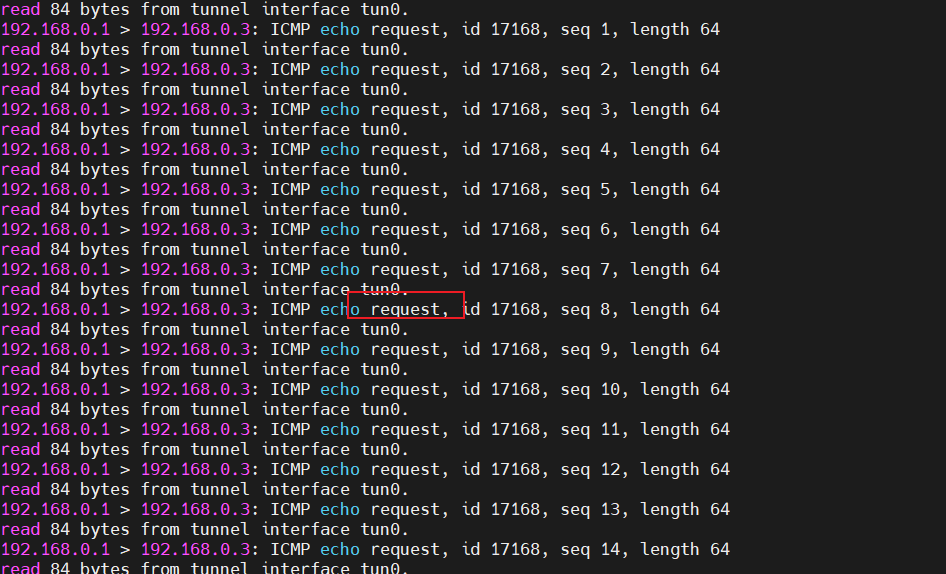 read 84 bytes from tunnel interface tun0.
192.168.0.1 > 192.168.0.3: ICMP echo request, id 17168, seq 1, length 64
read 84 bytes from tunnel interface tun0.
192.168.0.1 > 192.168.0.3: ICMP echo request, id 17168, seq 2, length 64
read 84 bytes from tunnel interface tun0.
192.168.0.1 > 192.168.0.3: ICMP echo request, id 17168, seq 3, length 64
read 84 bytes from tunnel interface tun0.
192.168.0.1 > 192.168.0.3: ICMP echo request, id 17168, seq 4, length 64
read 84 bytes from tunnel interface tun0.
192.168.0.1 > 192.168.0.3: ICMP echo request, id 17168, seq 5, length 64
read 84 bytes from tunnel interface tun0.
192.168.0.1 > 192.168.0.3: ICMP echo request, id 17168, seq 6, length 64
read 84 bytes from tunnel interface tun0.
192.168.0.1 > 192.168.0.3: ICMP echo request, id 17168, seq 7, length 64
read 84 bytes from tunnel interface tun0.
192.168.0.1 > 192.168.0.3: ICMP echo request, id 17168, seq 8, length 64
read 84 bytes from tunnel interface tun0.
192.168.0.1 > 192.168.0.3: ICMP echo request, id 17168, seq 9, length 64
read 84 bytes from tunnel interface tun0.
192.168.0.1 > 192.168.0.3: ICMP echo request, id 17168, seq 10, length 64
read 84 bytes from tunnel interface tun0.
192.168.0.1 > 192.168.0.3: ICMP echo request, id 17168, seq 11, length 64
read 84 bytes from tunnel interface tun0.
192.168.0.1 > 192.168.0.3: ICMP echo request, id 17168, seq 12, length 64
read 84 bytes from tunnel interface tun0.
192.168.0.1 > 192.168.0.3: ICMP echo request, id 17168, seq 13, length 64
read 84 bytes from tunnel interface tun0.
192.168.0.1 > 192.168.0.3: ICMP echo request, id 17168, seq 14, length 64
read 84 bytes from tunnel interface tun0.